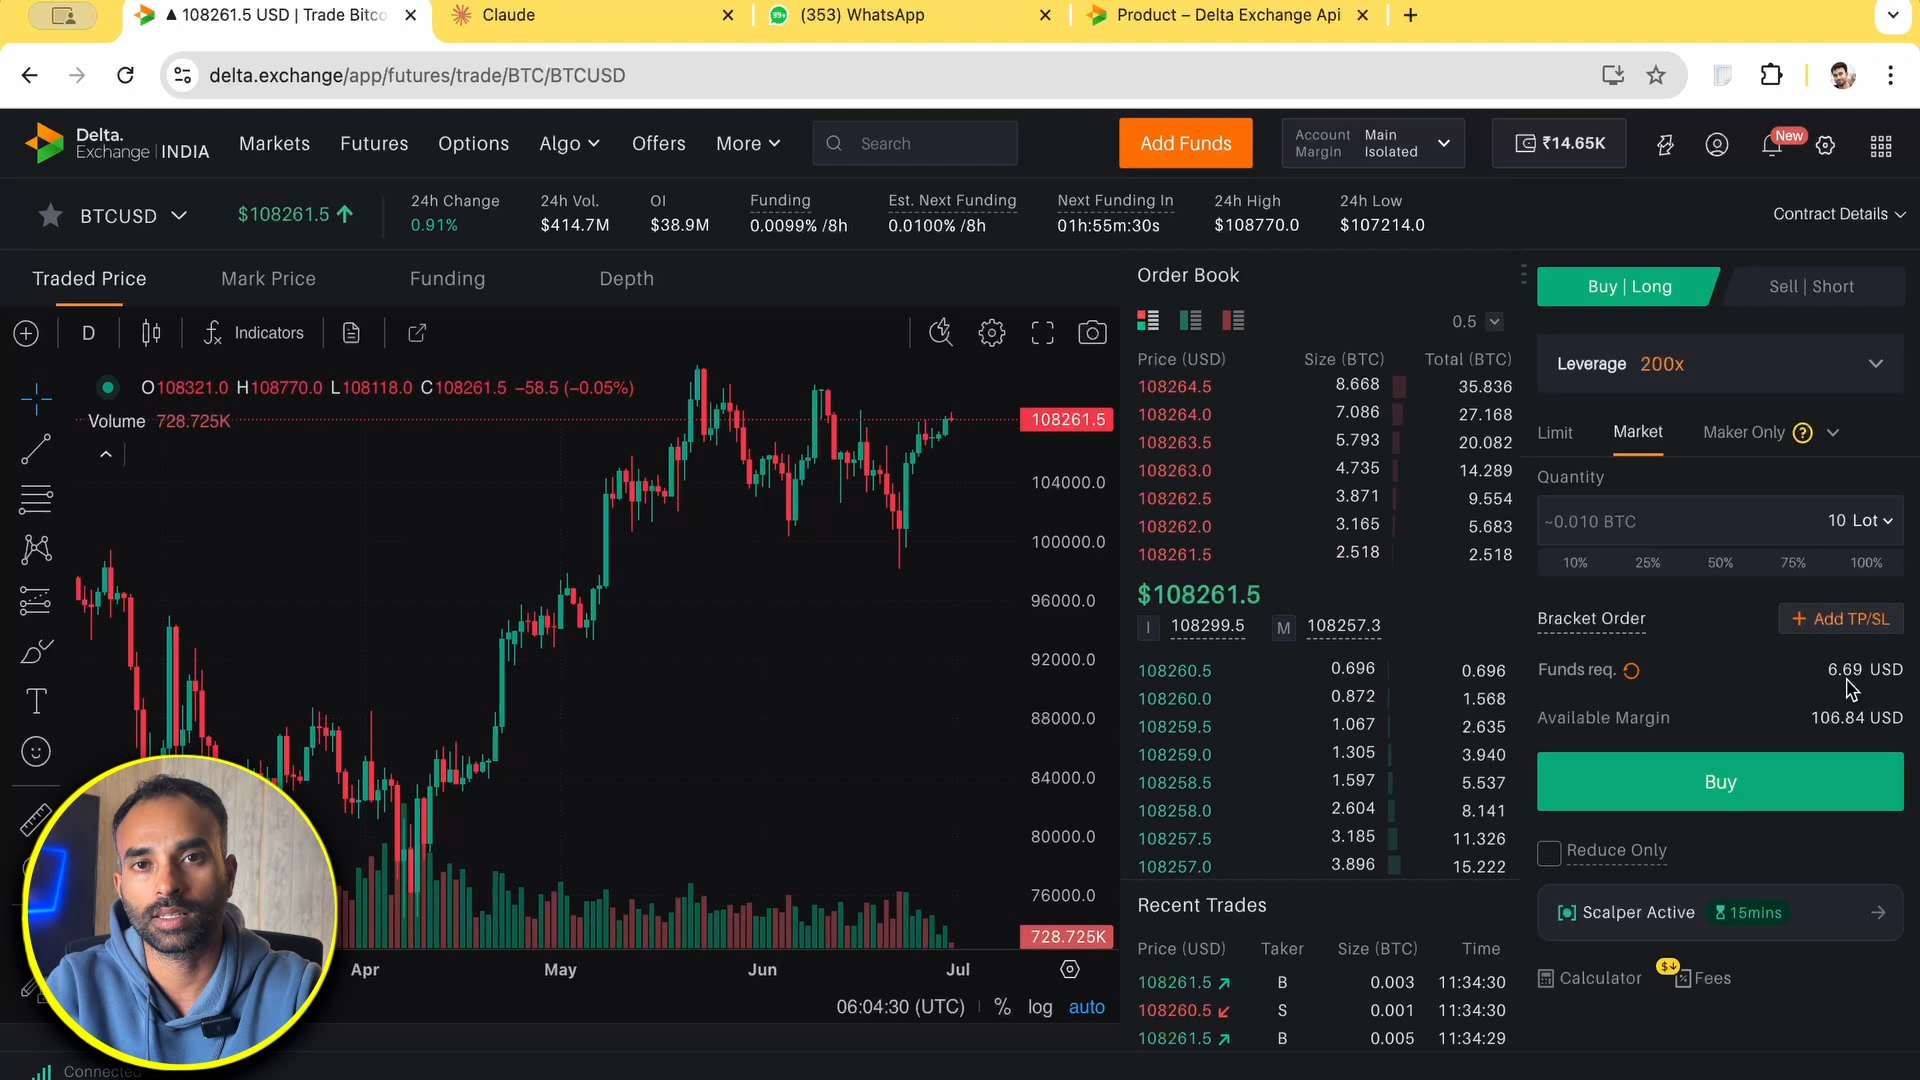 ▲ 108261.5 USD | Trade Bitco
Claude
99+
(353) WhatsApp
Product – Delta Exchange Api
delta.exchange/app/futures/trade/BTC/BTCUSD
Delta.
Exchange | INDIA
Markets
Futures
Options
Algo
Offers
More
Search
Add Funds
Account Main
Margin Isolated
₹14.65K
New
BTCUSD
$108261.5
24h Change
0.91%
24h Vol.
$414.7M
OI
$38.9M
Funding
0.0099% /8h
Est. Next Funding
0.0100% /8h
Next Funding In
01h:55m:30s
24h High
$108770.0
24h Low
$107214.0
Contract Details
Traded Price
Mark Price
Funding
Depth
D
Indicators
O108321.0 H108770.0 L108118.0 C108261.5 −58.5 (−0.05%)
Volume 728.725K
108261.5
104000.0
100000.0
96000.0
92000.0
88000.0
84000.0
80000.0
76000.0
728.725K
Apr
May
Jun
Jul
06:04:30 (UTC)
%
log
auto
Connected
Order Book
0.5
Price (USD) Size (BTC) Total (BTC)
108264.5 8.668 35.836
108264.0 7.086 27.168
108263.5 5.793 20.082
108263.0 4.735 14.289
108262.5 3.871 9.554
108262.0 3.165 5.683
108261.5 2.518 2.518
$108261.5
I 108299.5 M 108257.3
108260.5 0.696 0.696
108260.0 0.872 1.568
108259.5 1.067 2.635
108259.0 1.305 3.940
108258.5 1.597 5.537
108258.0 2.604 8.141
108257.5 3.185 11.326
108257.0 3.896 15.222
Recent Trades
Price (USD) Taker Size (BTC) Time
108261.5 B 0.003 11:34:30
108260.5 S 0.001 11:34:30
108261.5 B 0.005 11:34:29
Buy | Long
Sell | Short
Leverage 200x
Limit
Market
Maker Only ?
Quantity
~0.010 BTC
10 Lot
10% 25% 50% 75% 100%
Bracket Order
+ Add TP/SL
Funds req.
6.69 USD
Available Margin
106.84 USD
Buy
Reduce Only
Scalper Active
15mins
Calculator
Fees